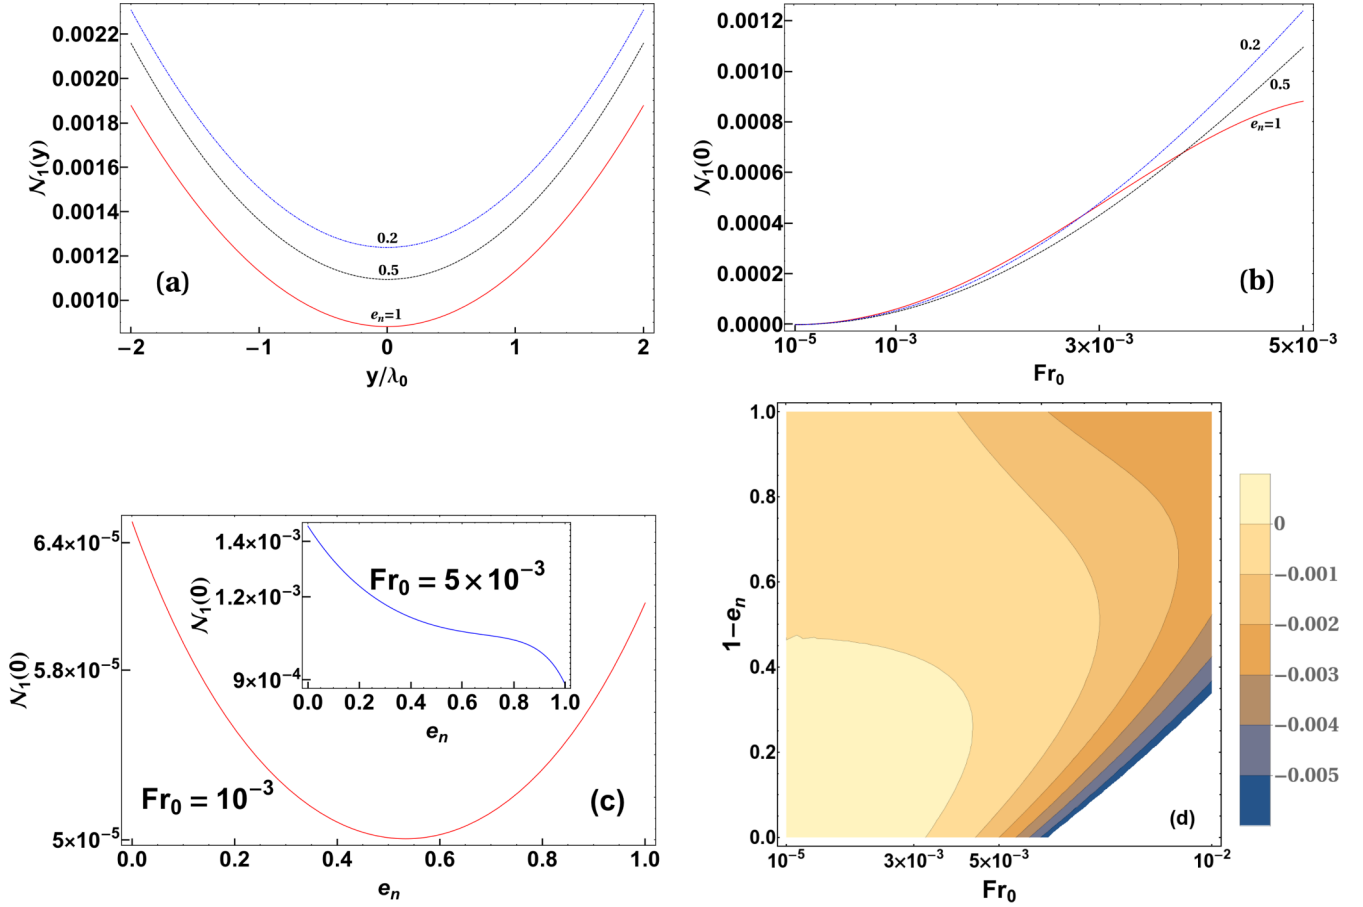 0.0022
0.0020
0.0018
0.0016
0.0014
0.0012
0.0010
𝒩₁(y)
0.2
0.5
eₙ=1
(a)
−2 −1 0 1 2
y/λ₀
0.0012
0.0010
0.0008
0.0006
0.0004
0.0002
0.0000
𝒩₁(0)
0.2
0.5
eₙ=1
(b)
10⁻⁵ 10⁻³ 3×10⁻³ 5×10⁻³
Fr₀
6.4×10⁻⁵
5.8×10⁻⁵
5×10⁻⁵
𝒩₁(0)
1.4×10⁻³
1.2×10⁻³
9×10⁻⁴
𝒩₁(0)
Fr₀ = 5×10⁻³
0.0 0.2 0.4 0.6 0.8 1.0
eₙ
Fr₀ = 10⁻³
(c)
0.0 0.2 0.4 0.6 0.8 1.0
eₙ
1.0
0.8
0.6
0.4
0.2
0.0
1−eₙ
(d)
10⁻⁵ 3×10⁻³ 5×10⁻³ 10⁻²
Fr₀
0
−0.001
−0.002
−0.003
−0.004
−0.005